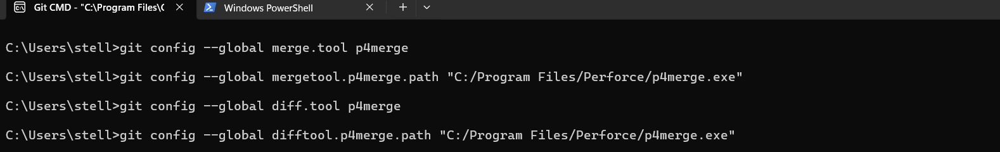 Git CMD - "C:\Program Files\G
Windows PowerShell
C:\Users\stell>git config --global merge.tool p4merge
C:\Users\stell>git config --global mergetool.p4merge.path "C:/Program Files/Perforce/p4merge.exe"
C:\Users\stell>git config --global diff.tool p4merge
C:\Users\stell>git config --global difftool.p4merge.path "C:/Program Files/Perforce/p4merge.exe"